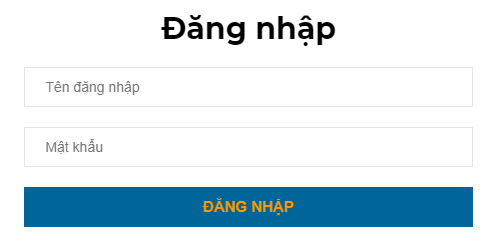 Đăng nhập
Tên đăng nhập
Mật khẩu
ĐĂNG NHẬP